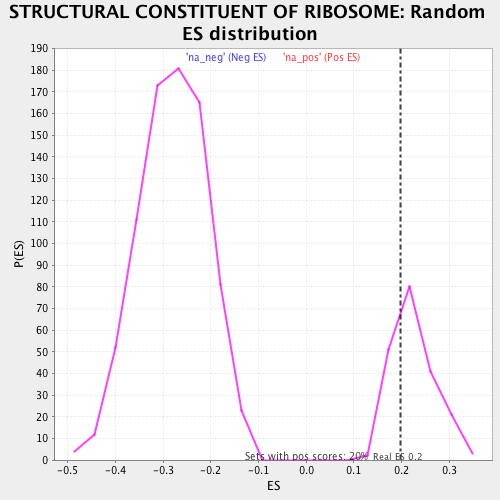 STRUCTURAL CONSTITUENT OF RIBOSOME: Random
ES distribution
'na_neg' (Neg ES) 'na_pos' (Pos ES)
190
180
170
160
150
140
130
120
110
100
90
80
70
60
50
40
30
20
10
0
P(ES)
Sets with pos scores: 20%
Real ES 0.2
-0.5 -0.4 -0.3 -0.2 -0.1 0.0 0.1 0.2 0.3
ES